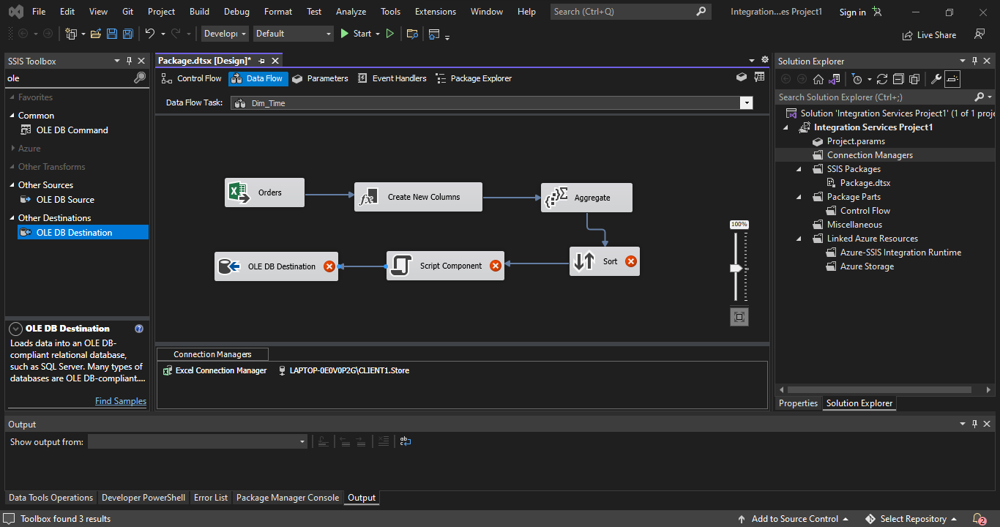 File Edit View Git Project Build Debug Format Test Analyze Tools Extensions Window Help Search (Ctrl+Q) Integration...es Project1 Sign in
Developı Default Start Live Share
SSIS Toolbox
ole
Favorites
Common
OLE DB Command
Azure
Other Transforms
Other Sources
OLE DB Source
Other Destinations
OLE DB Destination
OLE DB Destination
Loads data into an OLE DB-
compliant relational database,
such as SQL Server. Many types of
databases are OLE DB-compliant....
Find Samples
Package.dtsx [Design]*
Control Flow Data Flow Parameters Event Handlers Package Explorer
Data Flow Task: Dim_Time
Orders
Create New Columns
Aggregate
100%
OLE DB Destination
Script Component
Sort
Connection Managers
Excel Connection Manager LAPTOP-0E0V0P2G\CLIENT1.Store
Solution Explorer
Search Solution Explorer (Ctrl+;)
Solution 'Integration Services Project1' (1 of 1 proje
Integration Services Project1
Project.params
Connection Managers
SSIS Packages
Package.dtsx
Package Parts
Control Flow
Miscellaneous
Linked Azure Resources
Azure-SSIS Integration Runtime
Azure Storage
Properties Solution Explorer
Output
Show output from:
Data Tools Operations Developer PowerShell Error List Package Manager Console Output
Toolbox found 3 results Add to Source Control Select Repository 2